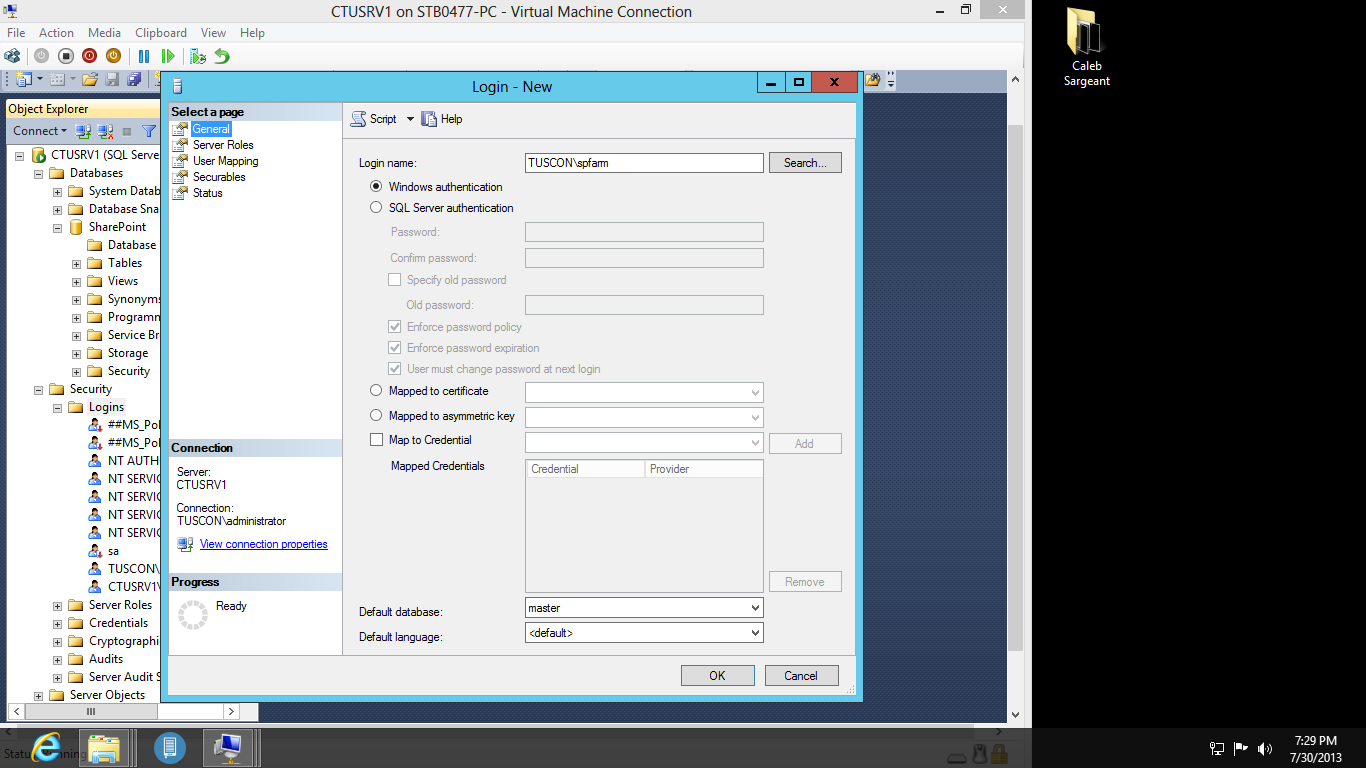 CTUSRV1 on STB0477-PC - Virtual Machine Connection
File Action Media Clipboard View Help
Caleb
Sargeant
Object Explorer
Connect
CTUSRV1 (SQL Serve
Databases
System Datab
Database Sna
SharePoint
Database
Tables
Views
Synonyms
Programm
Service Br
Storage
Security
Security
Logins
##MS_Pol
##MS_Pol
NT AUTH
NT SERVIC
NT SERVIC
NT SERVIC
NT SERVIC
sa
TUSCON\
CTUSRV1\
Server Roles
Credentials
Cryptographi
Audits
Server Audit S
Server Objects
Login - New
Select a page
General
Server Roles
User Mapping
Securables
Status
Connection
Server:
CTUSRV1
Connection:
TUSCON\administrator
View connection properties
Progress
Ready
Script Help
Login name: TUSCON\spfarm Search...
Windows authentication
SQL Server authentication
Password:
Confirm password:
Specify old password
Old password:
Enforce password policy
Enforce password expiration
User must change password at next login
Mapped to certificate
Mapped to asymmetric key
Map to Credential Add
Mapped Credentials Credential Provider
Remove
Default database: master
Default language: <default>
OK Cancel
7:29 PM
7/30/2013